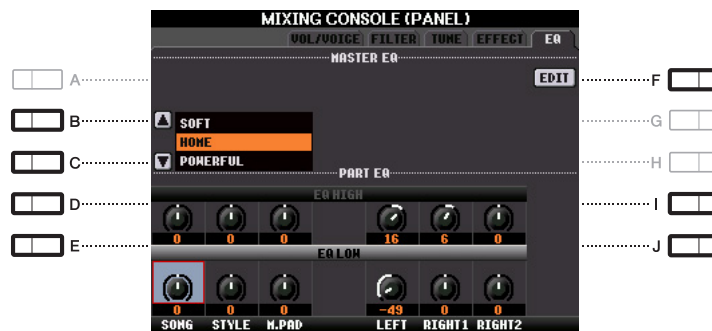 MIXING CONSOLE (PANEL)
VOL/VOICE FILTER TUNE EFFECT EQ
MASTER EQ
EDIT
A F
B G
C H
D I
E J
SOFT
HOME
POWERFUL
PART EQ
EQ HIGH
0 0 0 16 6 0
EQ LOW
0 0 0 -49 0 0
SONG STYLE M.PAD LEFT RIGHT1 RIGHT2